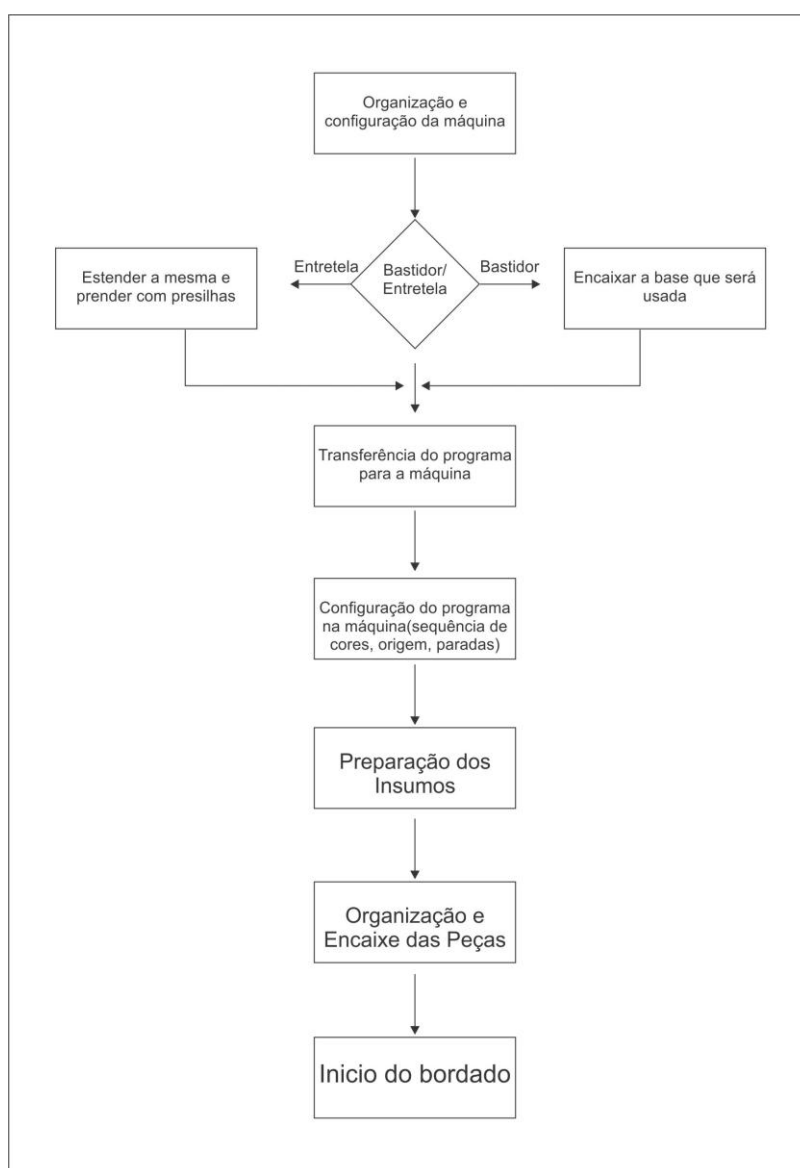 Organização e
configuração da máquina
Entretela
Bastidor/
Entretela
Bastidor
Estender a mesma e
prender com presilhas
Encaixar a base que será
usada
Transferência do programa
para a máquina
Configuração do programa
na máquina(sequência de
cores, origem, paradas)
Preparação dos
Insumos
Organização e
Encaixe das Peças
Inicio do bordado